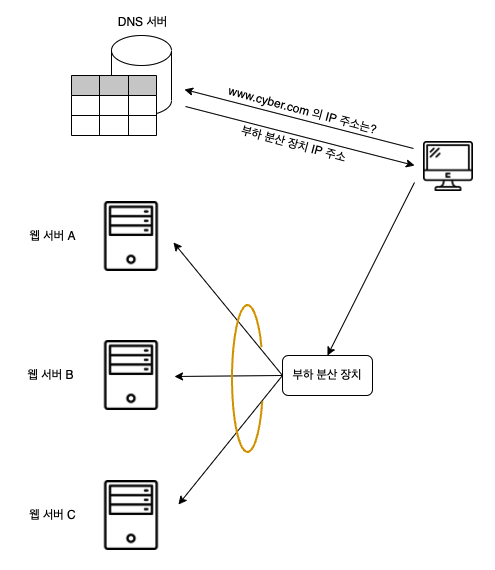 DNS 서버
www.cyber.com 의 IP 주소는?
부하 분산 장치 IP 주소
웹 서버 A
웹 서버 B
부하 분산 장치
웹 서버 C